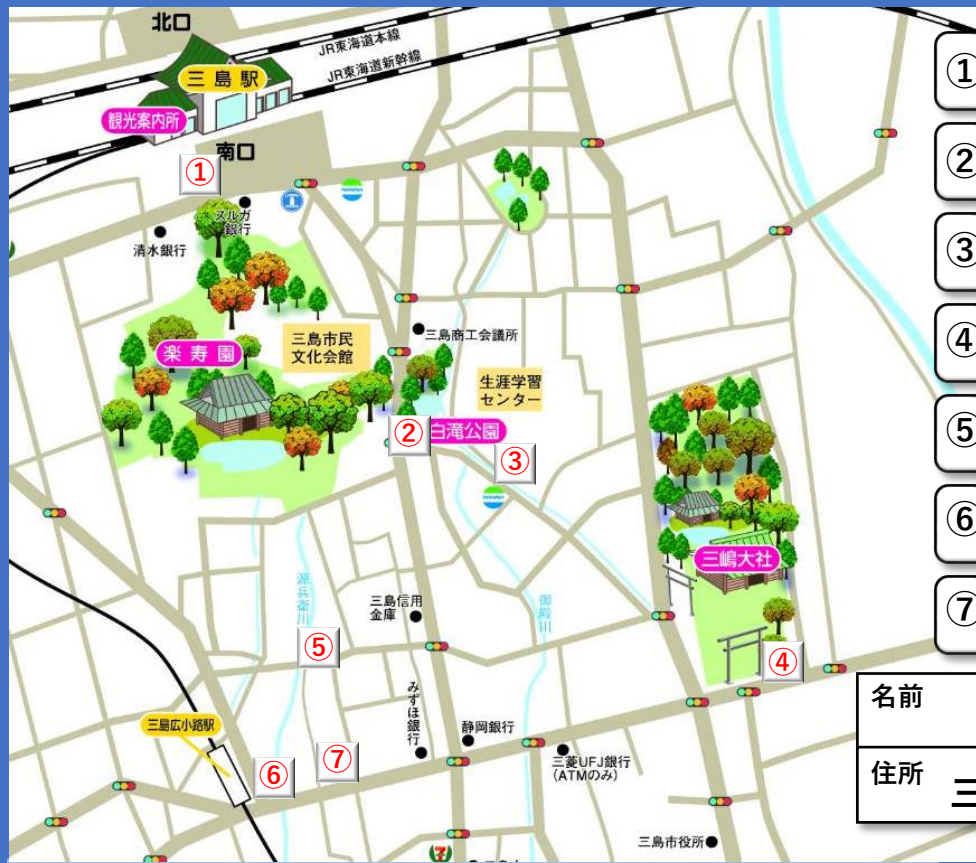 北口
JR東海道本線
JR東海道新幹線
三島駅
観光案内所
南口
①
スルガ
銀行
清水銀行
三島市民
文化会館
楽寿園
三島商工会議所
生涯学習
センター
②
白滝公園
③
FamilyMart
三嶋大社
源兵衛川
三島信用
金庫
御殿川
⑤
④
みずほ銀行
静岡銀行
三島広小路駅
⑥
⑦
三菱UFJ銀行
(ATMのみ)
三島市役所
①
②
③
④
⑤
⑥
⑦
名前
住所 三